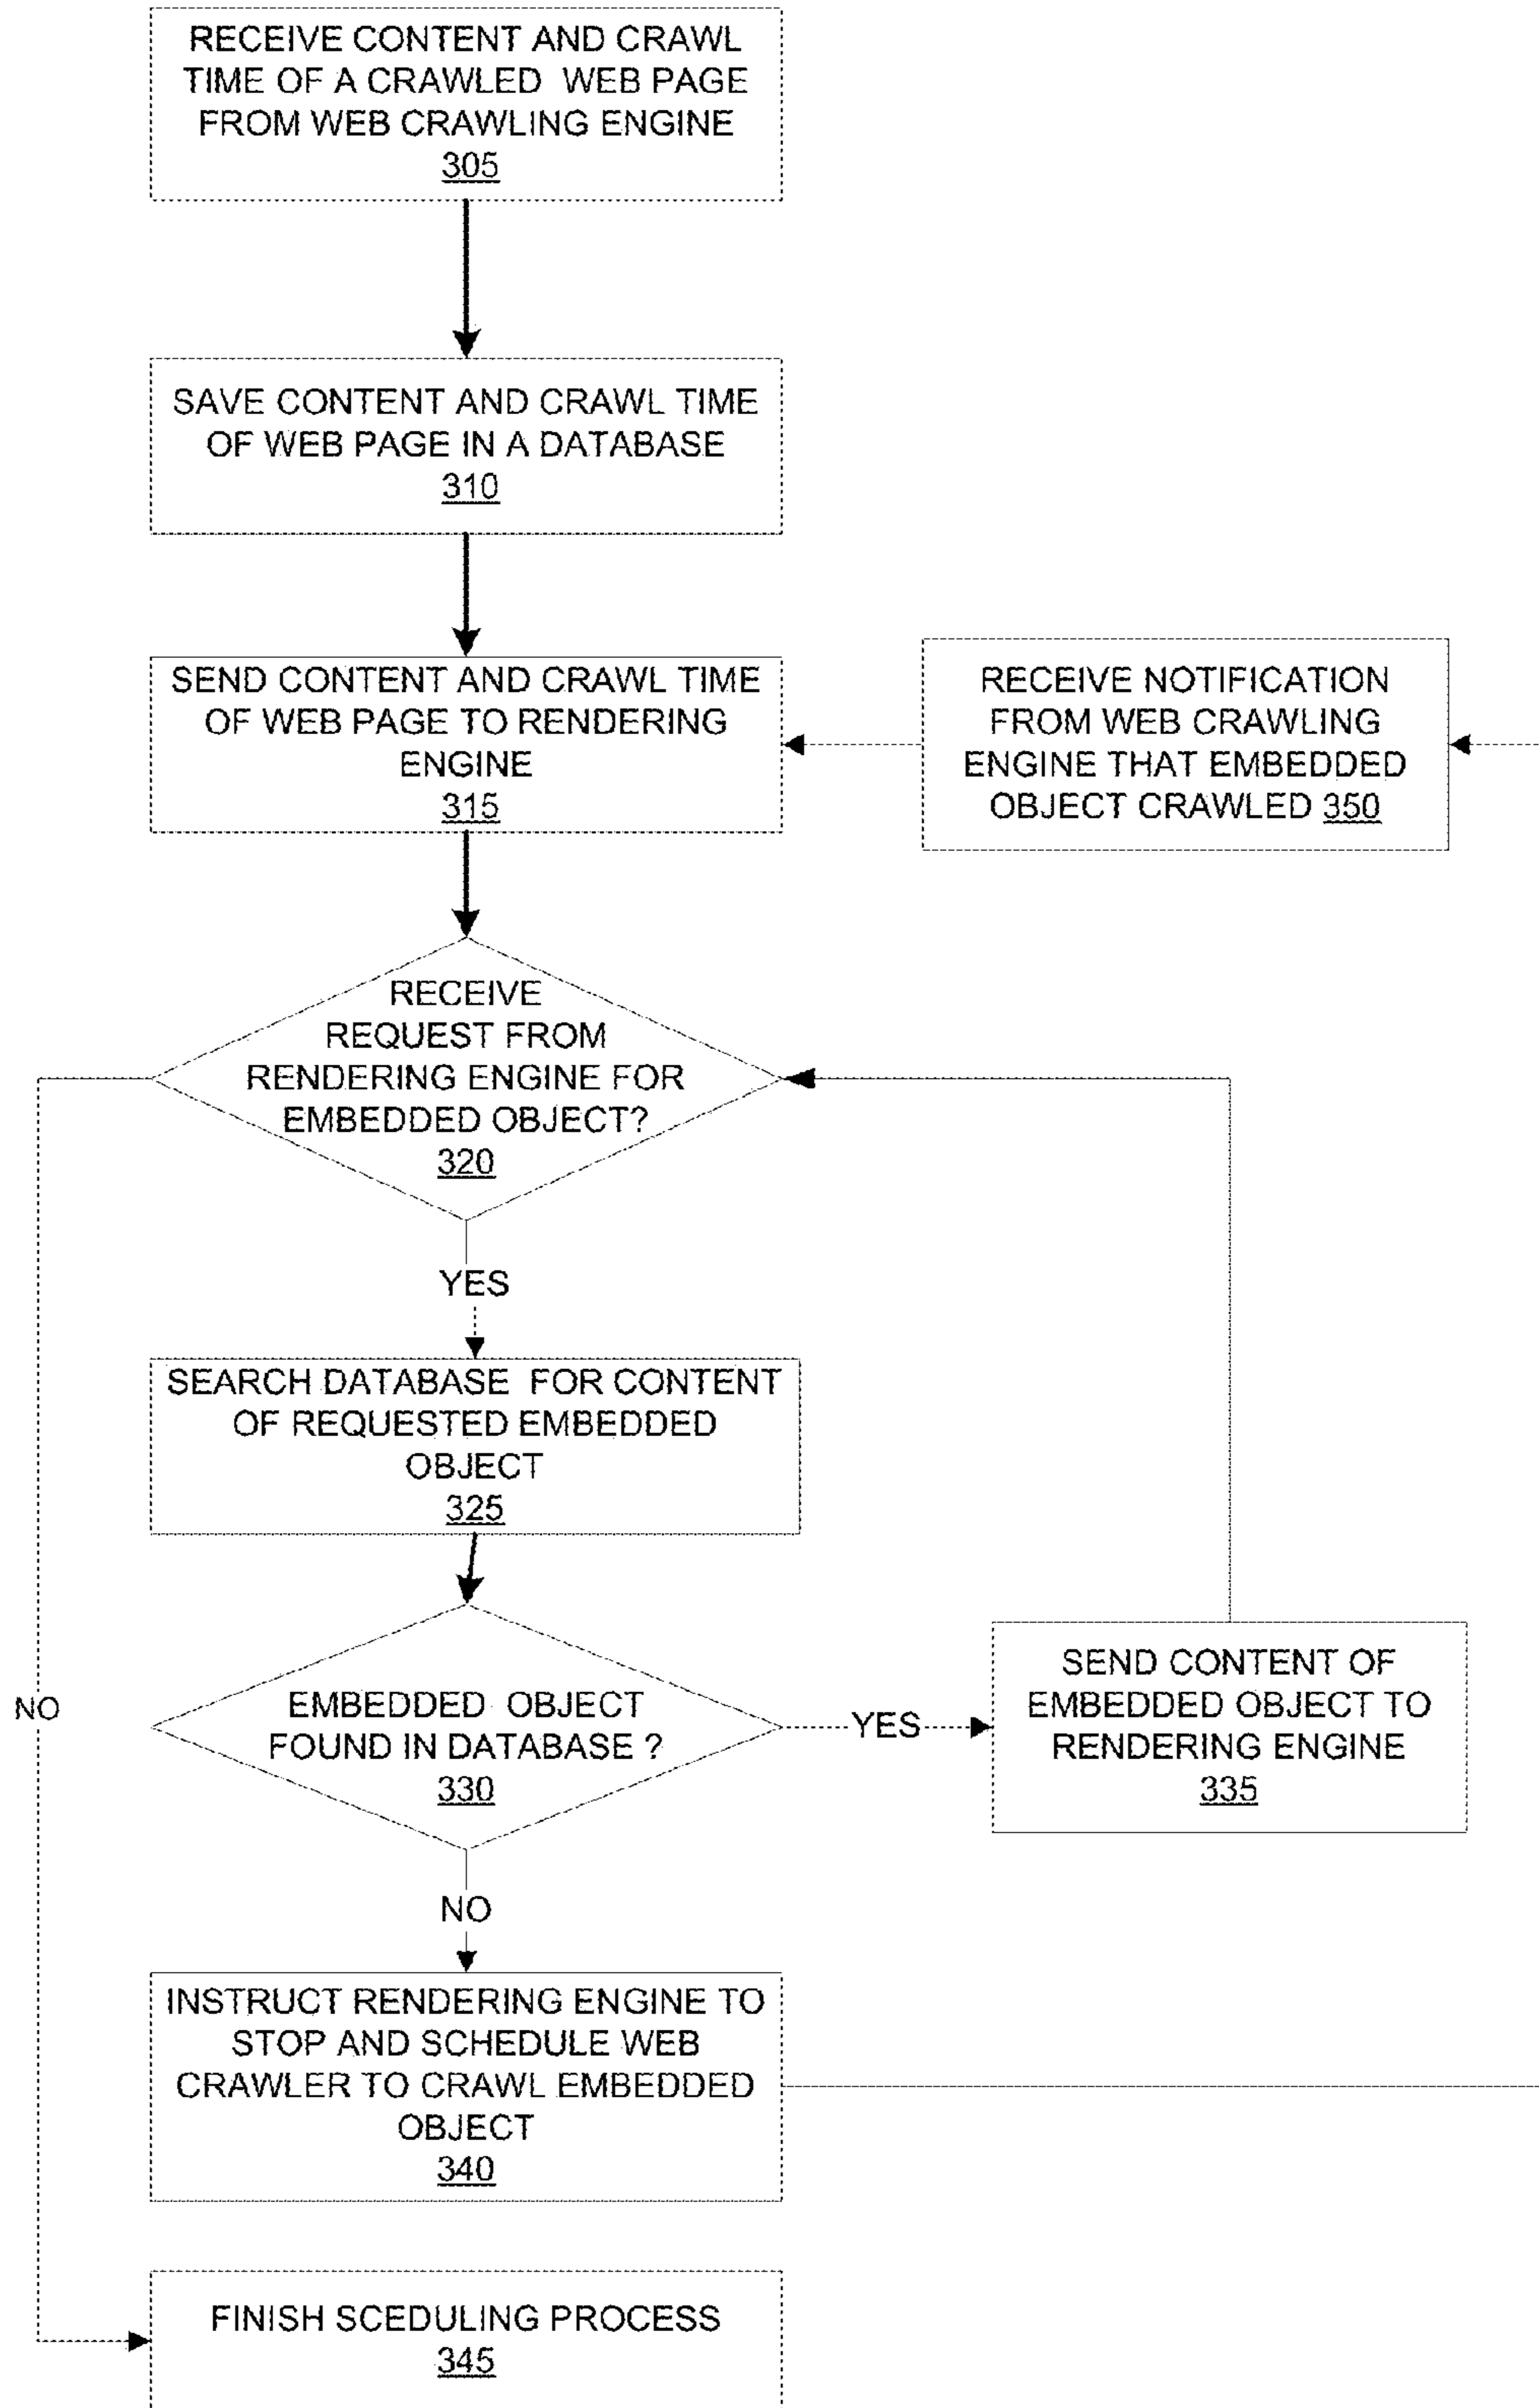 RECEIVE CONTENT AND CRAWL
TIME OF A CRAWLED WEB PAGE
FROM WEB CRAWLING ENGINE
305
SAVE CONTENT AND CRAWL TIME
OF WEB PAGE IN A DATABASE
310
SEND CONTENT AND CRAWL TIME
OF WEB PAGE TO RENDERING
ENGINE
315
RECEIVE NOTIFICATION
FROM WEB CRAWLING
ENGINE THAT EMBEDDED
OBJECT CRAWLED 350
RECEIVE
REQUEST FROM
RENDERING ENGINE FOR
EMBEDDED OBJECT?
320
YES
SEARCH DATABASE FOR CONTENT
OF REQUESTED EMBEDDED
OBJECT
325
NO
EMBEDDED OBJECT
FOUND IN DATABASE ?
330
YES
SEND CONTENT OF
EMBEDDED OBJECT TO
RENDERING ENGINE
335
NO
INSTRUCT RENDERING ENGINE TO
STOP AND SCHEDULE WEB
CRAWLER TO CRAWL EMBEDDED
OBJECT
340
FINISH SCEDULING PROCESS
345